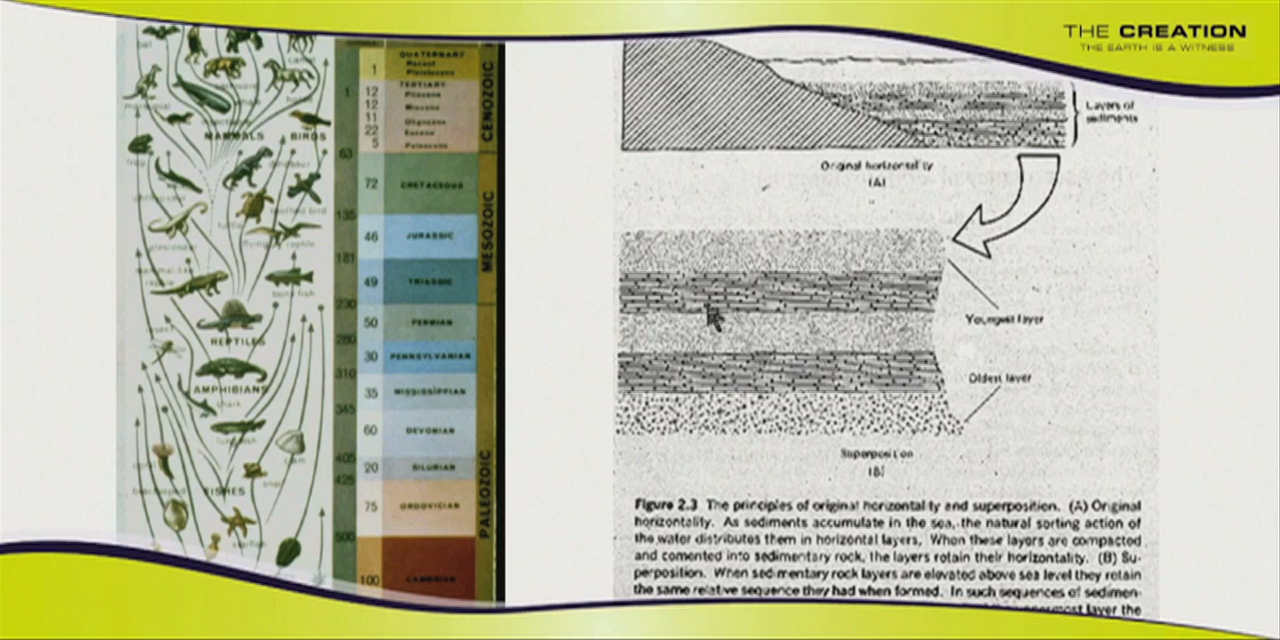 THE CREATION
THE EARTH IS A WITNESS
QUATERNARY
Recent
1 Pleistocene
TERTIARY
12 Pliocene
12 Miocene
11 Oligocene
22 Eocene
5 Paleocene
CENOZOIC
63
72 CRETACEOUS
135
46 JURASSIC
181
49 TRIASSIC
230
MESOZOIC
50 PERMIAN
280
30 PENNSYLVANIAN
310
35 MISSISSIPPIAN
345
60 DEVONIAN
405
20 SILURIAN
425
75 ORDOVICIAN
500
100 CAMBRIAN
PALEOZOIC
MAMMALS
BIRDS
REPTILES
AMPHIBIANS
shark
FISHES
clam
Layers of
sediments
Original horizontality
(A)
Youngest layer
Oldest layer
Superposition
(B)
Figure 2.3 The principles of original horizontality and superposition. (A) Original
horizontality. As sediments accumulate in the sea, the natural sorting action of
the water distributes them in horizontal layers. When these layers are compacted
and cemented into sedimentary rock, the layers retain their horizontality. (B) Su-
perposition. When sedimentary rock layers are elevated above sea level they retain
the same relative sequence they had when formed. In such sequences of sedimen-
layer the